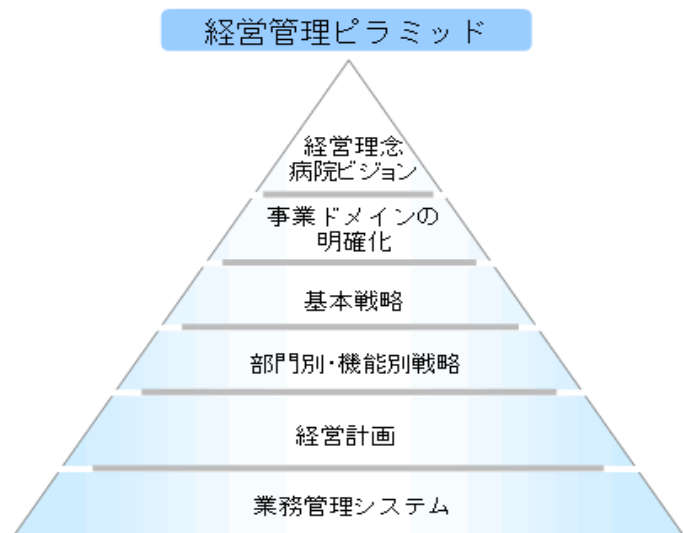 経営管理ピラミッド
経営理念
病院ビジョン
事業ドメインの
明確化
基本戦略
部門別･機能別戦略
経営計画
業務管理システム